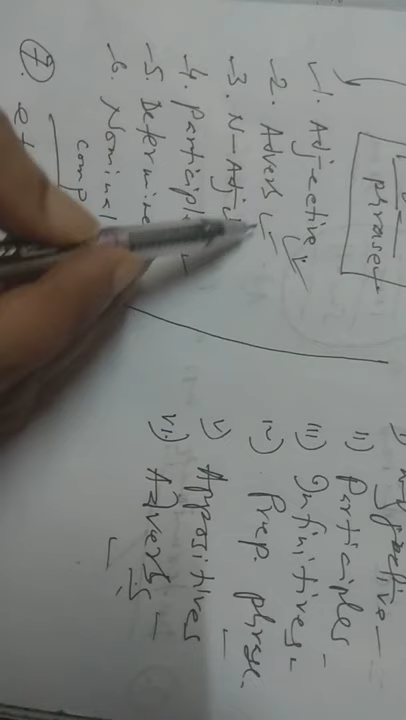 phrase
-1. Adjective
-2. Adverb
-3. N-Adj
-4. Participle
-5. Determine
-6. Nominal
comp
7.
ii) Participles -
iii) Infinitives -
iv) Prep. phrase.
v) Appositives
vi) Adverbs -